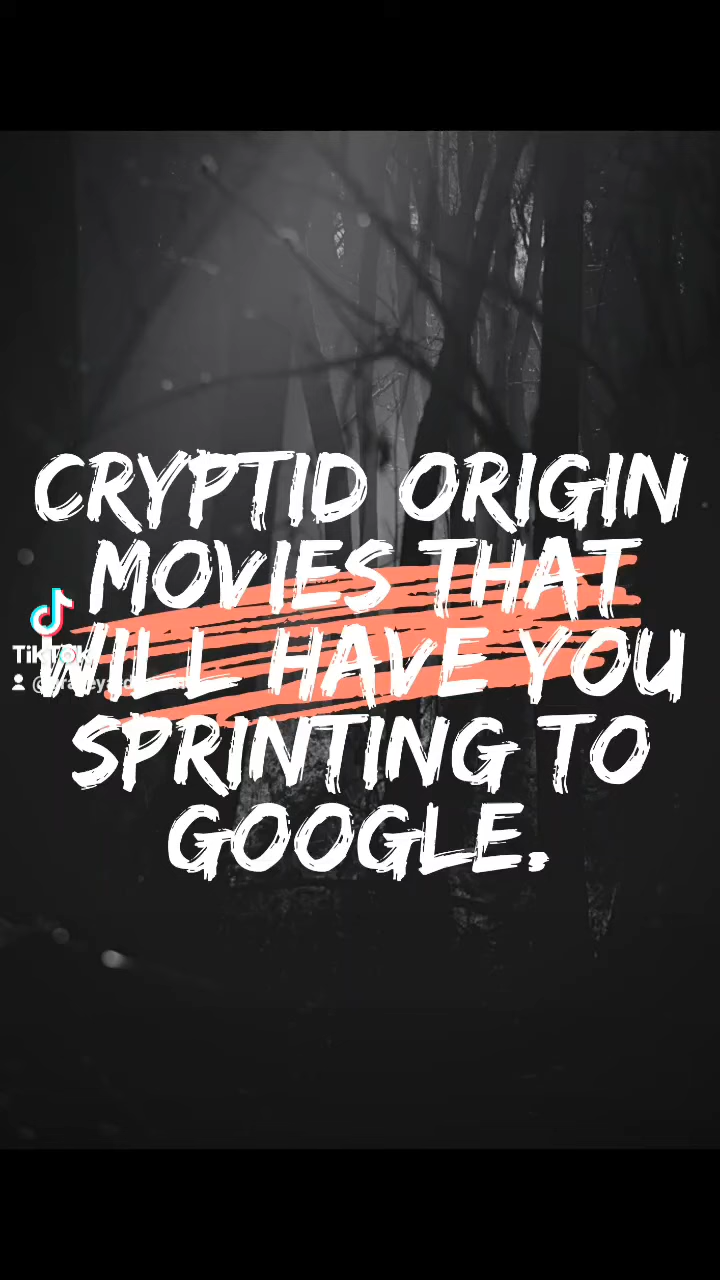 CRYPTID ORIGIN
MOVIES THAT
WILL HAVE YOU
SPRINTING TO
GOOGLE.
TikTok